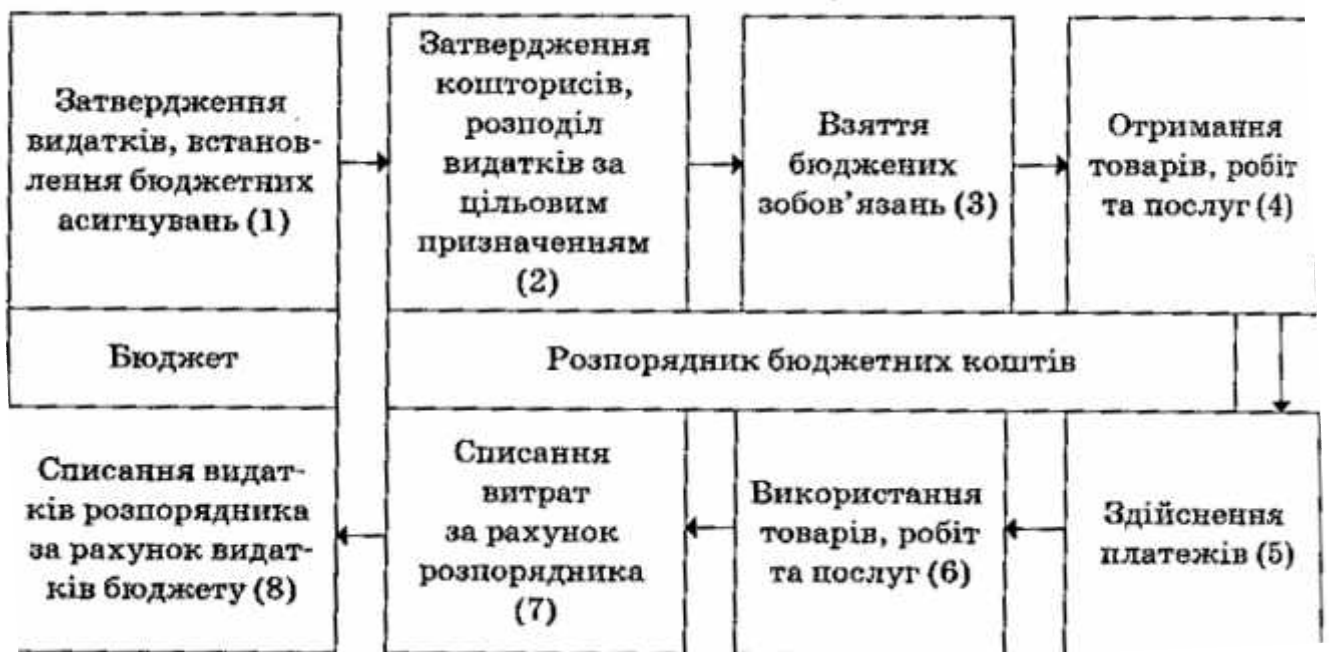 Затвердження
видатків, встанов-
лення бюджетних
асигнувань (1)
Затвердження
кошторисів,
розподіл
видатків за
цільовим
призначенням
(2)
Взяття
бюджених
зобов’язань (3)
Отримання
товарів, робіт
та послуг (4)
Бюджет
Розпорядник бюджетних коштів
Списання видат-
ків розпорядника
за рахунок видат-
ків бюджету (8)
Списання
витрат
за рахунок
розпорядника
(7)
Використання
товарів, робіт
та послуг (6)
Здійснення
платежів (5)